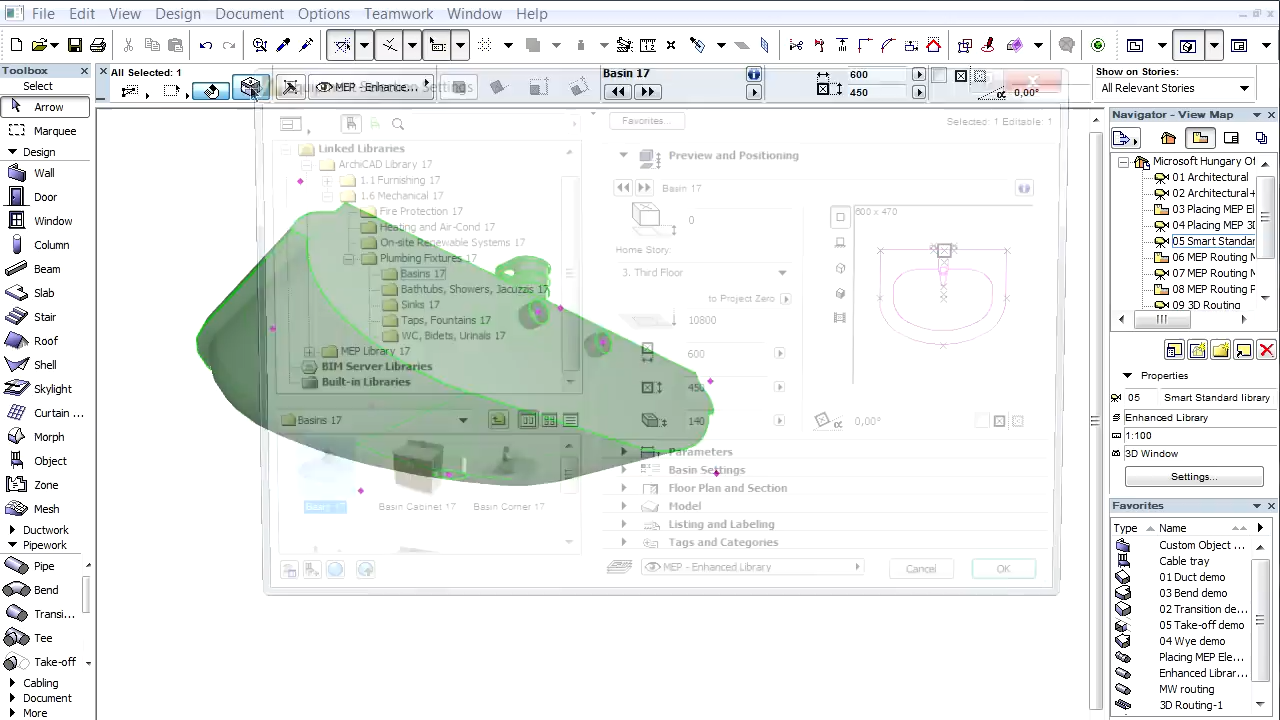 File Edit View Design Document Options Teamwork Window Help
Toolbox
Select
Arrow
Marquee
Design
Wall
Door
Window
Column
Beam
Slab
Stair
Roof
Shell
Skylight
Curtain ...
Morph
Object
Zone
Mesh
Ductwork
Pipework
Pipe
Bend
Transi...
Tee
Take-off
Cabling
Document
More
All Selected: 1
MEP - Enhance...
Basin 17
600
450
0,00°
Show on Stories:
All Relevant Stories
Settings
Linked Libraries
ArchiCAD Library 17
1.1 Furnishing 17
1.6 Mechanical 17
Fire Protection 17
Heating and Air-Cond 17
On-site Renewable Systems 17
Plumbing Fixtures 17
Basins 17
Bathtubs, Showers, Jacuzzis 17
Sinks 17
Taps, Fountains 17
WC, Bidets, Urinals 17
MEP Library 17
BIM Server Libraries
Built-in Libraries
Basins 17
Basin 17
Basin Cabinet 17
Basin Corner 17
Favorites...
Selected: 1 Editable: 1
Preview and Positioning
Basin 17
0
Home Story:
3. Third Floor
to Project Zero
10800
600
450
140
600 x 470
0,00°
Parameters
Basin Settings
Floor Plan and Section
Model
Listing and Labeling
Tags and Categories
MEP - Enhanced Library
Cancel
OK
Navigator - View Map
Microsoft Hungary Of
01 Architectural
02 Architectural-
03 Placing MEP E
04 Placing MEP 3D
05 Smart Standar
06 MEP Routing M
07 MEP Routing M
08 MEP Routing P
09 3D Routing
Properties
05 Smart Standard library
Enhanced Library
1:100
3D Window
Settings...
Favorites
Type Name
Custom Object ...
Cable tray
01 Duct demo
03 Bend demo
02 Transition de...
05 Take-off demo
04 Wye demo
Placing MEP Ele...
Enhanced Librar...
MW routing
3D Routing-1